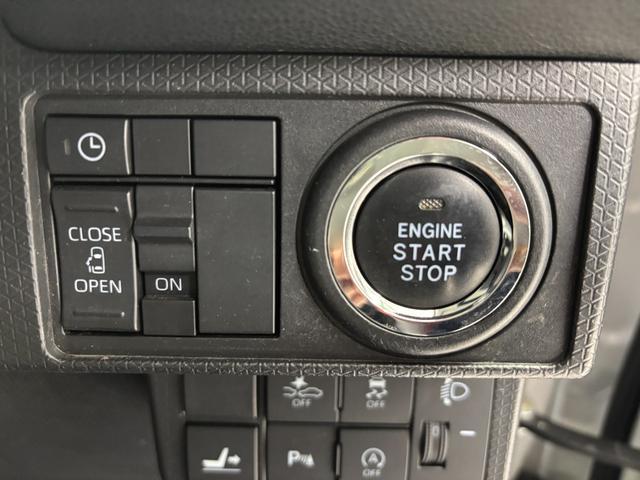 CLOSE
OPEN
ON
ENGINE
START
STOP
OFF
OFF
P
OFF